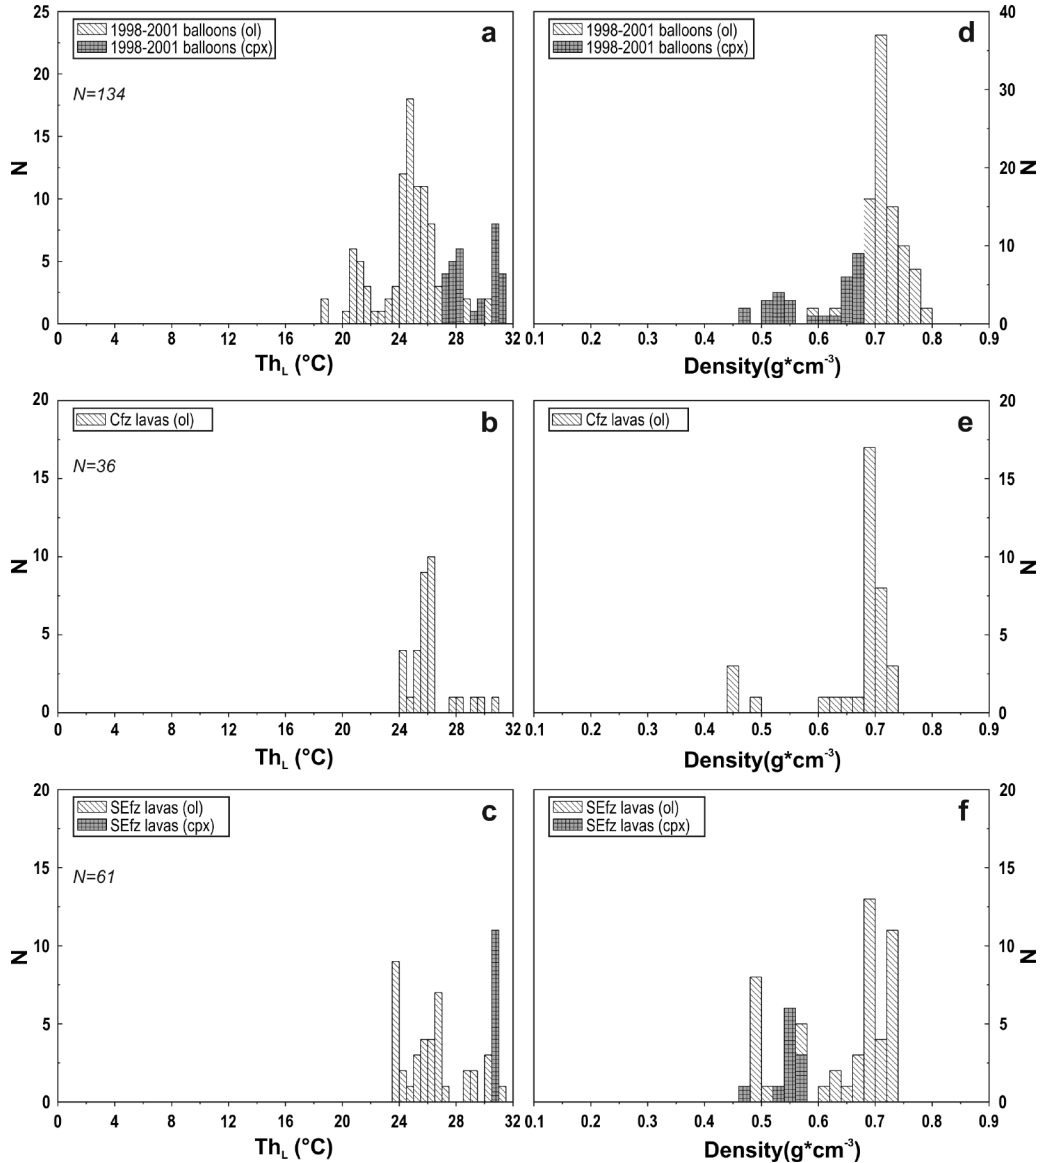 1998-2001 balloons (ol)
1998-2001 balloons (cpx)
a
N=134
N
25
20
15
10
5
0
0 4 8 12 16 20 24 28 32
Th_L (°C)
1998-2001 balloons (ol)
1998-2001 balloons (cpx)
d
40
30
20
10
0
N
0.1 0.2 0.3 0.4 0.5 0.6 0.7 0.8 0.9
Density(g*cm⁻³)
Cfz lavas (ol)
b
N=36
N
20
15
10
5
0
0 4 8 12 16 20 24 28 32
Th_L (°C)
Cfz lavas (ol)
e
20
15
10
5
0
N
0.1 0.2 0.3 0.4 0.5 0.6 0.7 0.8 0.9
Density(g*cm⁻³)
SEfz lavas (ol)
SEfz lavas (cpx)
c
N=61
N
20
15
10
5
0
0 4 8 12 16 20 24 28 32
Th_L (°C)
SEfz lavas (ol)
SEfz lavas (cpx)
f
20
15
10
5
0
N
0.1 0.2 0.3 0.4 0.5 0.6 0.7 0.8 0.9
Density(g*cm⁻³)